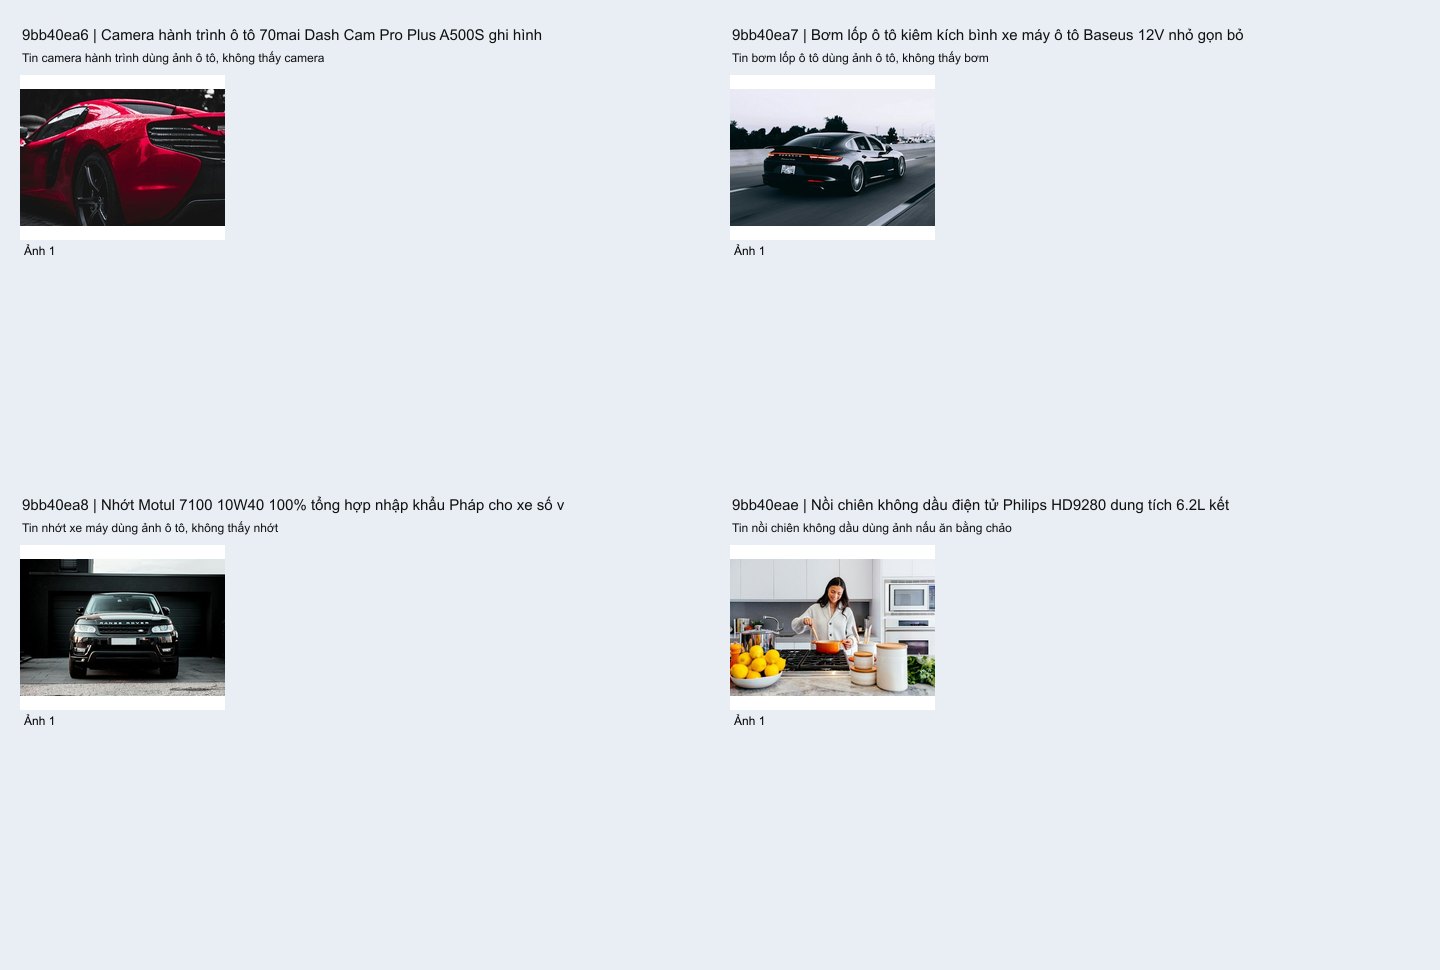 9bb40ea6 | Camera hành trình ô tô 70mai Dash Cam Pro Plus A500S ghi hình
Tin camera hành trình dùng ảnh ô tô, không thấy camera
Ảnh 1
9bb40ea7 | Bơm lốp ô tô kiêm kích bình xe máy ô tô Baseus 12V nhỏ gọn bỏ
Tin bơm lốp ô tô dùng ảnh ô tô, không thấy bơm
PORSCHE
Ảnh 1
9bb40ea8 | Nhớt Motul 7100 10W40 100% tổng hợp nhập khẩu Pháp cho xe số v
Tin nhớt xe máy dùng ảnh ô tô, không thấy nhớt
RANGE ROVER
Ảnh 1
9bb40eae | Nồi chiên không dầu điện tử Philips HD9280 dung tích 6.2L kết
Tin nồi chiên không dầu dùng ảnh nấu ăn bằng chảo
Ảnh 1